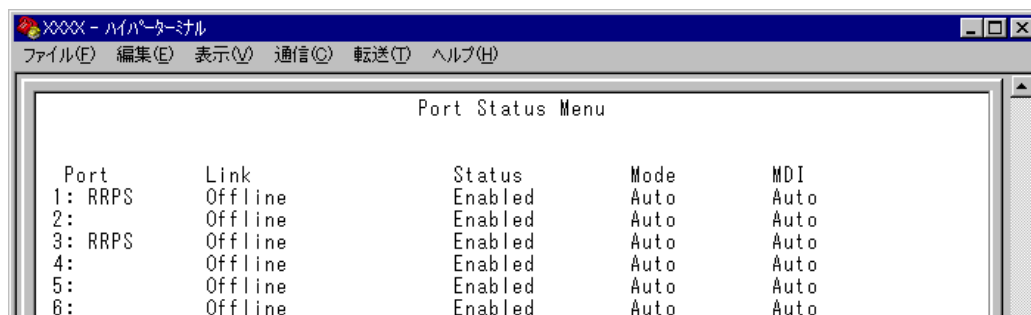 XXXX - ハイパーターミナル
ファイル(F) 編集(E) 表示(V) 通信(C) 転送(T) ヘルプ(H)
Port Status Menu
Port Link Status Mode MDI
1: RRPS Offline Enabled Auto Auto
2: Offline Enabled Auto Auto
3: RRPS Offline Enabled Auto Auto
4: Offline Enabled Auto Auto
5: Offline Enabled Auto Auto
6: Offline Enabled Auto Auto